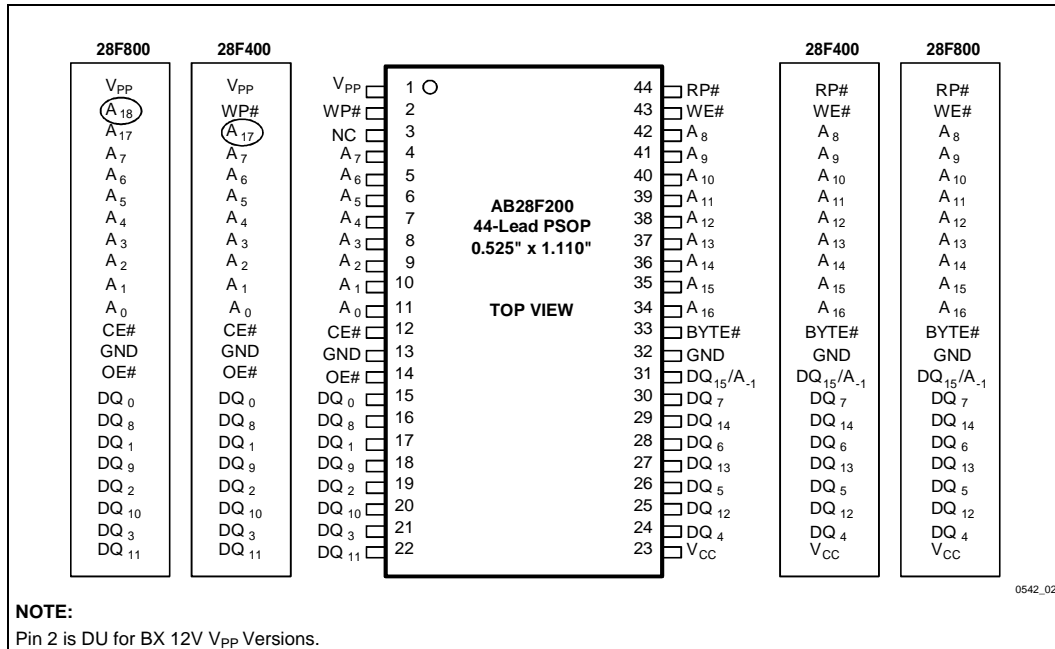 28F800 28F400 28F400 28F800
VPP VPP VPP 1 44 RP# RP# RP#
A18 WP# WP# 2 43 WE# WE# WE#
A17 A17 NC 3 42 A8 A8 A8
A7 A7 A7 4 41 A9 A9 A9
A6 A6 A6 5 40 A10 A10 A10
A5 A5 A5 6 39 A11 A11 A11
AB28F200
A4 A4 A4 7 38 A12 A12 A12
44-Lead PSOP
A3 A3 A3 8 37 A13 A13 A13
0.525" x 1.110"
A2 A2 A2 9 36 A14 A14 A14
A1 A1 A1 10 35 A15 A15 A15
A0 A0 A0 11 TOP VIEW 34 A16 A16 A16
CE# CE# CE# 12 33 BYTE# BYTE# BYTE#
GND GND GND 13 32 GND GND GND
OE# OE# OE# 14 31 DQ15/A-1 DQ15/A-1 DQ15/A-1
DQ0 DQ0 DQ0 15 30 DQ7 DQ7 DQ7
DQ8 DQ8 DQ8 16 29 DQ14 DQ14 DQ14
DQ1 DQ1 DQ1 17 28 DQ6 DQ6 DQ6
DQ9 DQ9 DQ9 18 27 DQ13 DQ13 DQ13
DQ2 DQ2 DQ2 19 26 DQ5 DQ5 DQ5
DQ10 DQ10 DQ10 20 25 DQ12 DQ12 DQ12
DQ3 DQ3 DQ3 21 24 DQ4 DQ4 DQ4
DQ11 DQ11 DQ11 22 23 VCC VCC VCC
0542_02
NOTE:
Pin 2 is DU for BX 12V VPP Versions.